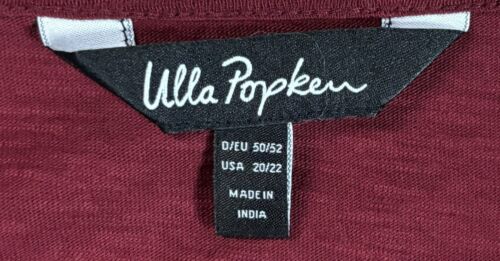 Ulla Popken
D/EU 50/52
USA 20/22
MADE IN
INDIA